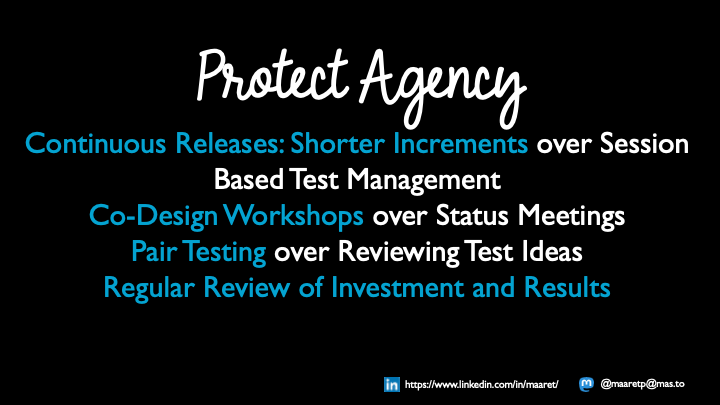 Protect Agency
Continuous Releases: Shorter Increments over Session
Based Test Management
Co-Design Workshops over Status Meetings
Pair Testing over Reviewing Test Ideas
Regular Review of Investment and Results
in https://www.linkedin.com/in/maaret/ m @maaretp@mas.to